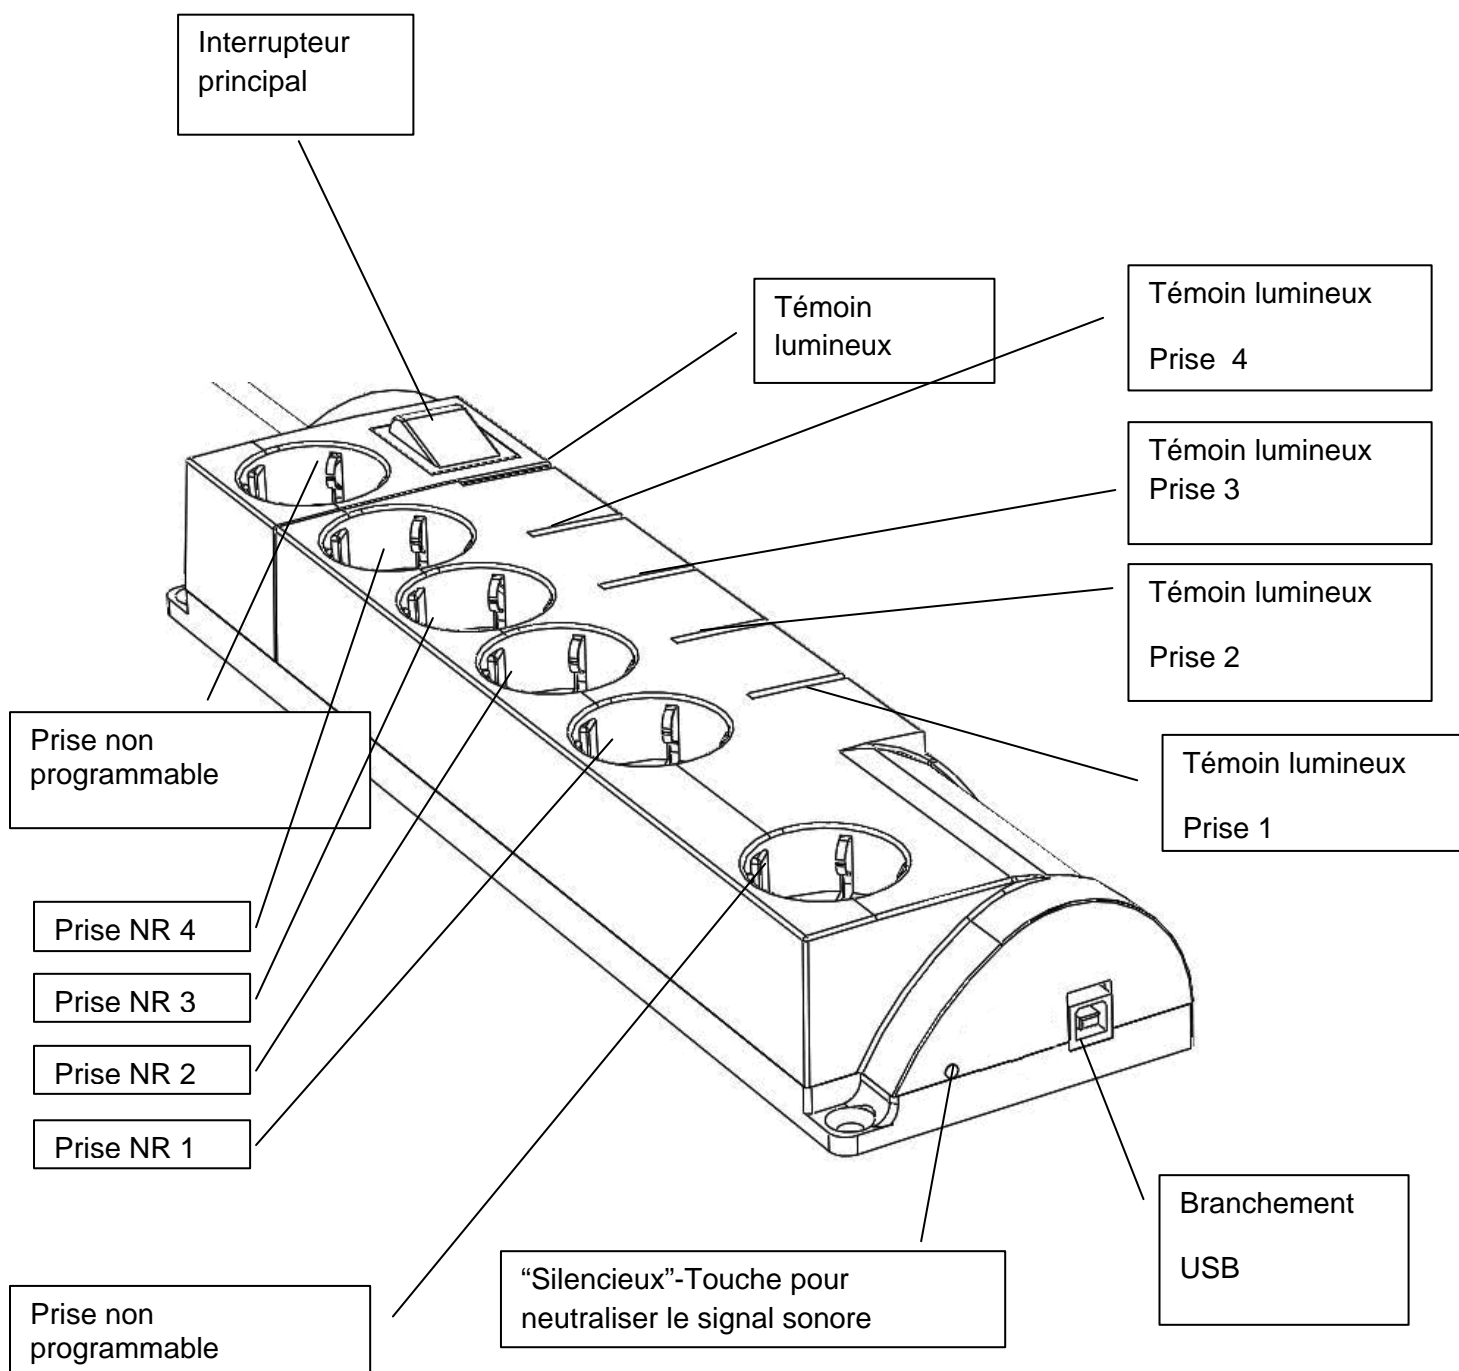 Interrupteur
principal
Témoin
lumineux
Témoin lumineux
Prise 4
Témoin lumineux
Prise 3
Témoin lumineux
Prise 2
Témoin lumineux
Prise 1
Prise non
programmable
Prise NR 4
Prise NR 3
Prise NR 2
Prise NR 1
Prise non
programmable
“Silencieux”-Touche pour
neutraliser le signal sonore
Branchement
USB